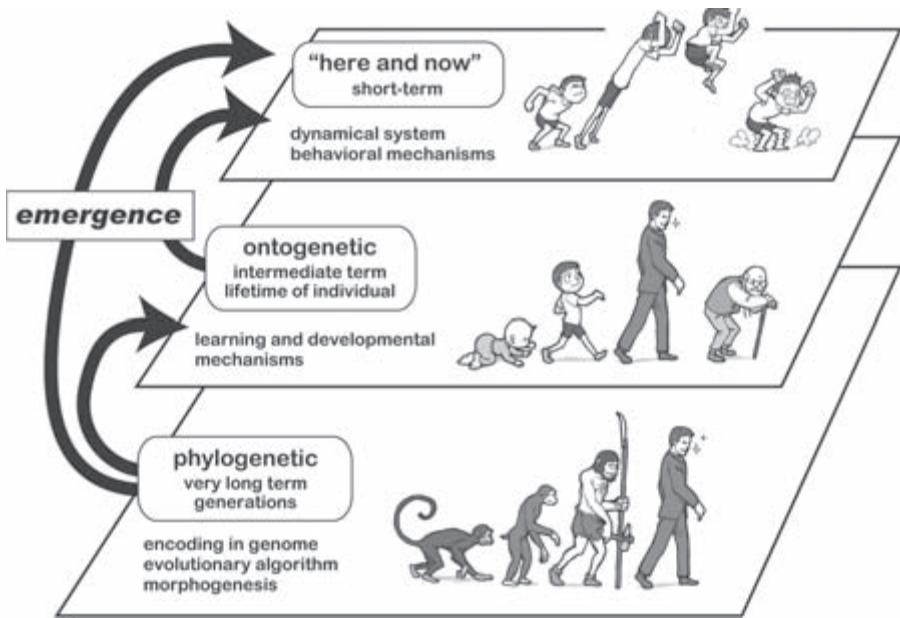 "here and now"
short-term
dynamical system
behavioral mechanisms
emergence
ontogenetic
intermediate term
lifetime of individual
learning and developmental
mechanisms
phylogenetic
very long term
generations
encoding in genome
evolutionary algorithm
morphogenesis